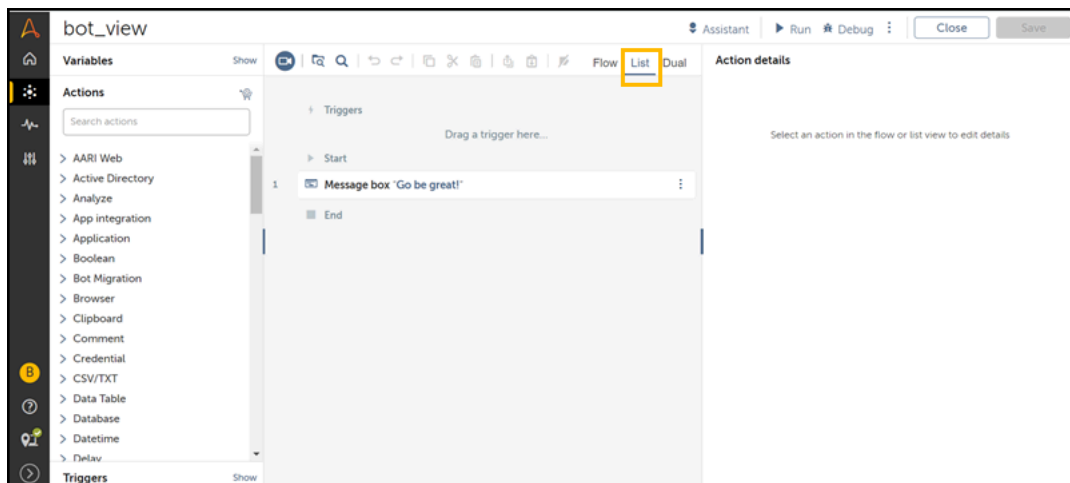 bot_view
Assistant
Run
Debug
Close
Save
Variables
Show
Flow
List
Dual
Action details
Actions
Search actions
AARI Web
Active Directory
Analyze
App integration
Application
Boolean
Bot Migration
Browser
Clipboard
Comment
Credential
CSV/TXT
Data Table
Database
Datetime
Delay
Triggers
Show
Triggers
Drag a trigger here...
Start
1
Message box "Go be great!"
End
Select an action in the flow or list view to edit details
B